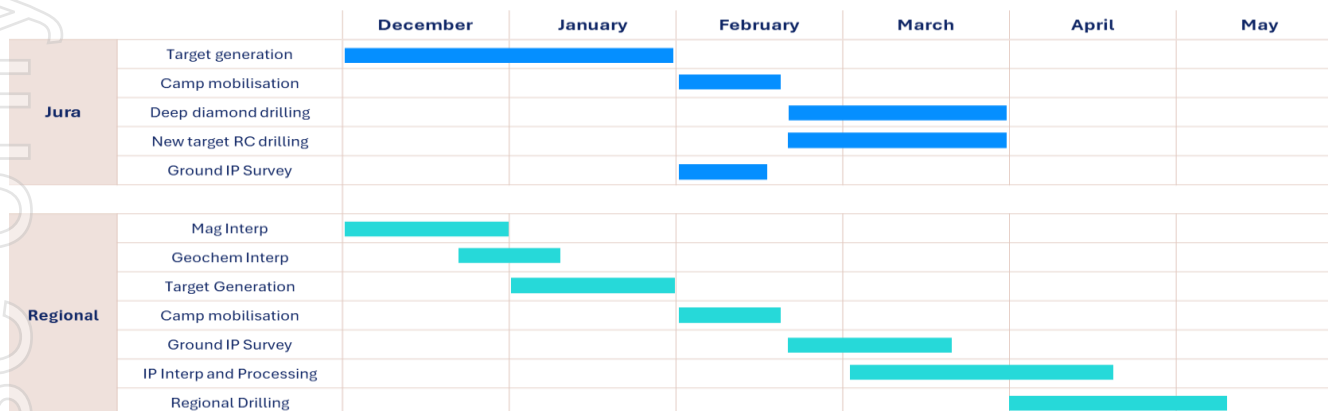 December January February March April May
Target generation
Camp mobilisation
Jura Deep diamond drilling
New target RC drilling
Ground IP Survey
Mag Interp
Geochem Interp
Target Generation
Regional Camp mobilisation
Ground IP Survey
IP Interp and Processing
Regional Drilling